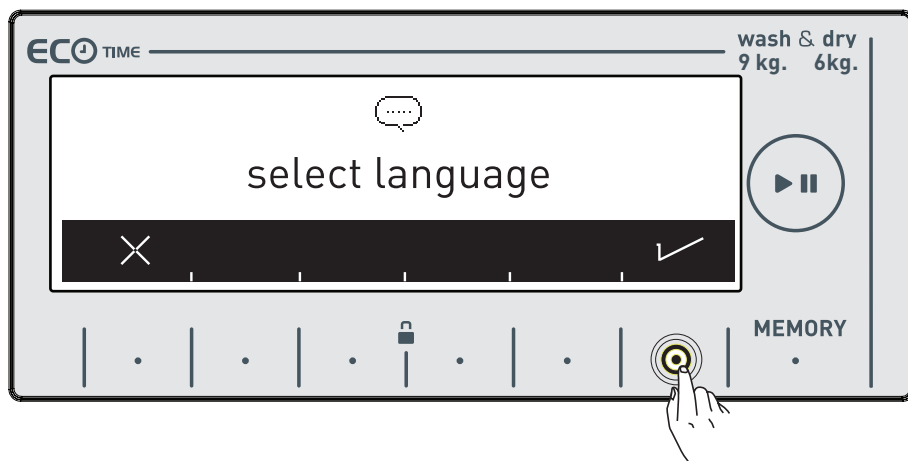 ECO TIME
wash & dry
9 kg. 6kg.
select language
MEMORY